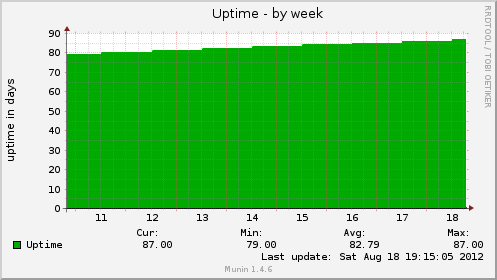 Uptime - by week
RRDTOOL / TOBI OETIKER
uptime in days
90
80
70
60
50
40
30
20
10
0
11 12 13 14 15 16 17 18
Cur: Min: Avg: Max:
Uptime 87.00 79.00 82.79 87.00
Last update: Sat Aug 18 19:15:05 2012
Munin 1.4.6